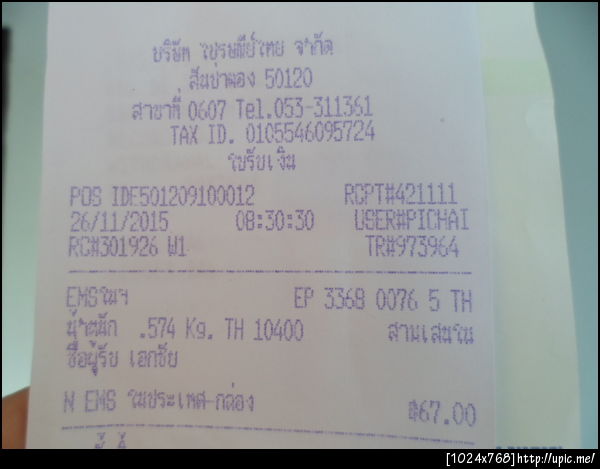 บริษัท ไปรษณีย์ไทย จำกัด
สันป่าตอง 50120
สาขาที่ 0607 Tel.053-311361
TAX ID. 0105546095724
ใบรับเงิน
POS IDE501209100012 RCPT#421111
26/11/2015 08:30:30 USER#PICHAI
RC#301926 W1 TR#973964
EMSในฯ EP 3368 0076 5 TH
น้ำหนัก .574 Kg. TH 10400 สามเสนใน
ชื่อผู้รับ เอกชัย
N EMS ในประเทศ-กล่อง ฿67.00
[1024x768]http://upic.me/